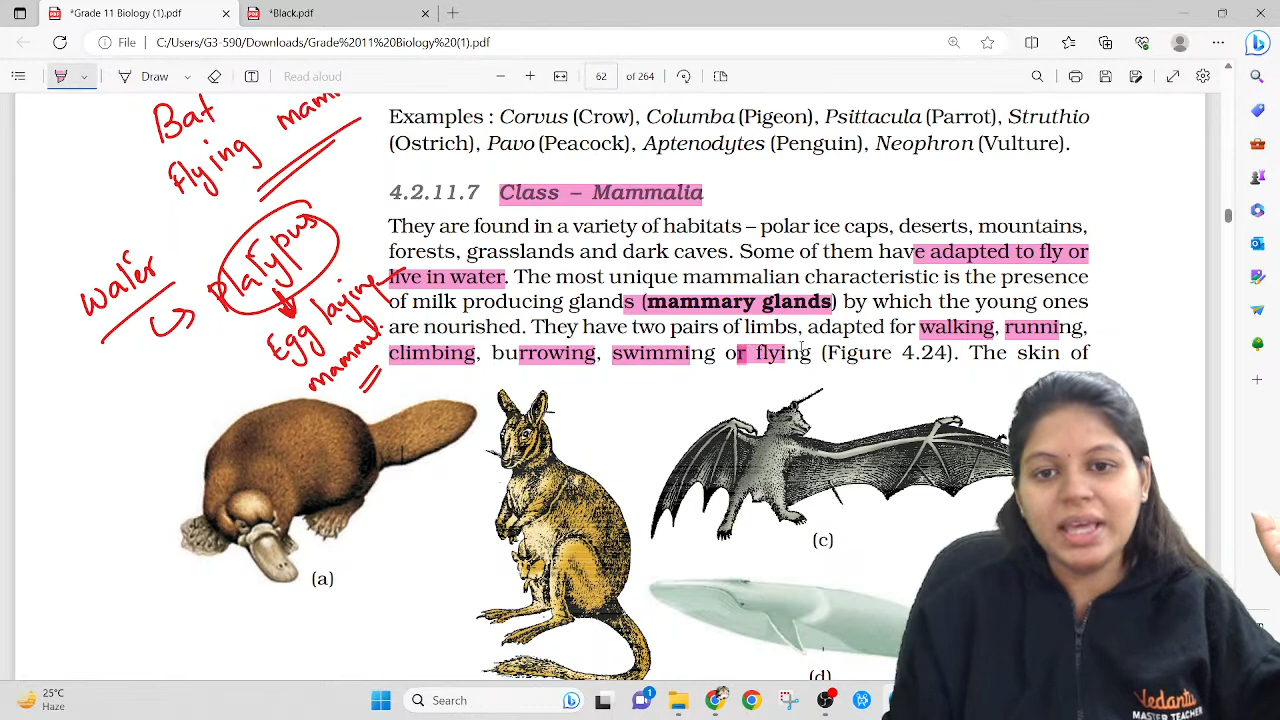 *Grade 11 Biology (1).pdf
*Black.pdf
File
C:/Users/G3-590/Downloads/Grade%2011%20Biology%20(1).pdf
Draw
Read aloud
62
of 264
Bat
flying
Examples : Corvus (Crow), Columba (Pigeon), Psittacula (Parrot), Struthio
(Ostrich), Pavo (Peacock), Aptenodytes (Penguin), Neophron (Vulture).
4.2.11.7 Class – Mammalia
They are found in a variety of habitats – polar ice caps, deserts, mountains,
forests, grasslands and dark caves. Some of them have adapted to fly or
live in water. The most unique mammalian characteristic is the presence
of milk producing glands (mammary glands) by which the young ones
are nourished. They have two pairs of limbs, adapted for walking, running,
climbing, burrowing, swimming or flying (Figure 4.24). The skin of
water
Platypus
Egg laying
mammal.
(a)
(c)
(d)
Vedantu
MASTER TEACHER
25°C
Haze
Search
1